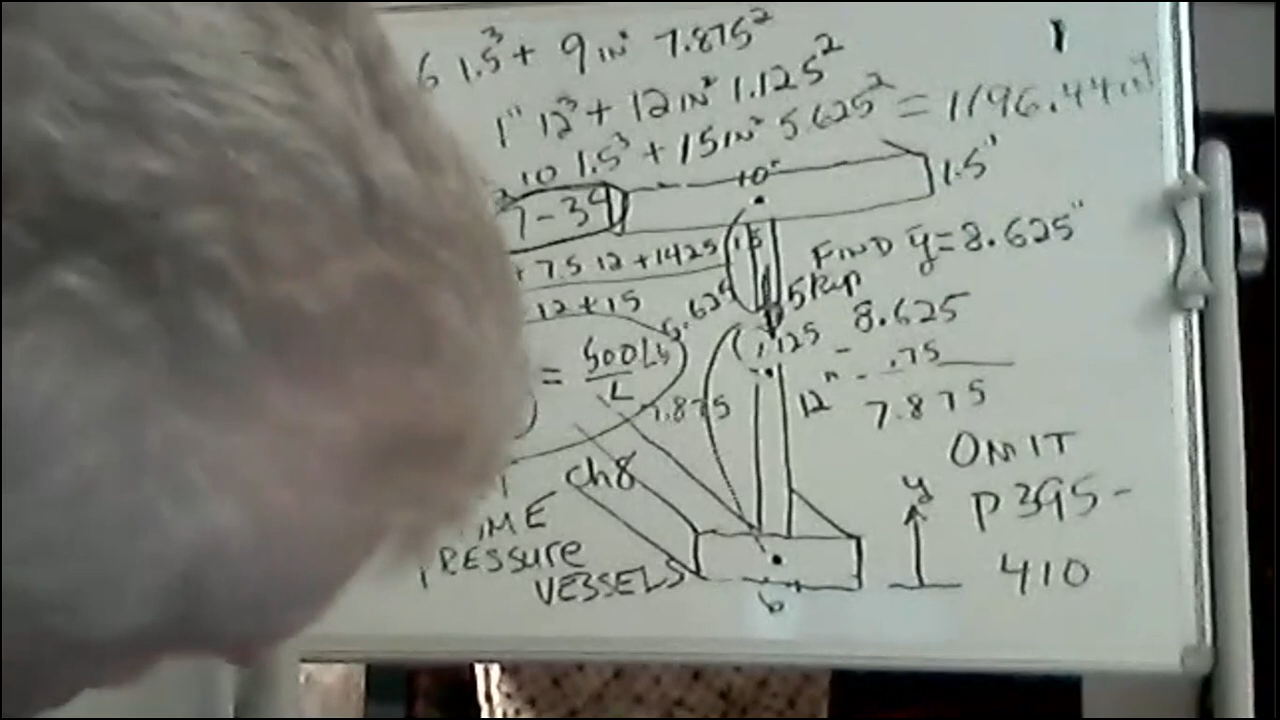 6 1.5³ + 9 IN² 7.875²
1" 12³ + 12 IN² 1.125²
10 1.5³ + 15 IN² 5.625² = 1196.44 in⁴
10"
1.5"
7-39
+ 7.5 12 + 1425
1.5
FIND ȳ = 8.625"
12 + 15
5.625
5 Kip
= 500 Lb
L
1.125
8.625
- .75
7.875
7.875
12"
OMIT
P 395-
410
ch8
y
TIME
PRESSURE
VESSELS
6